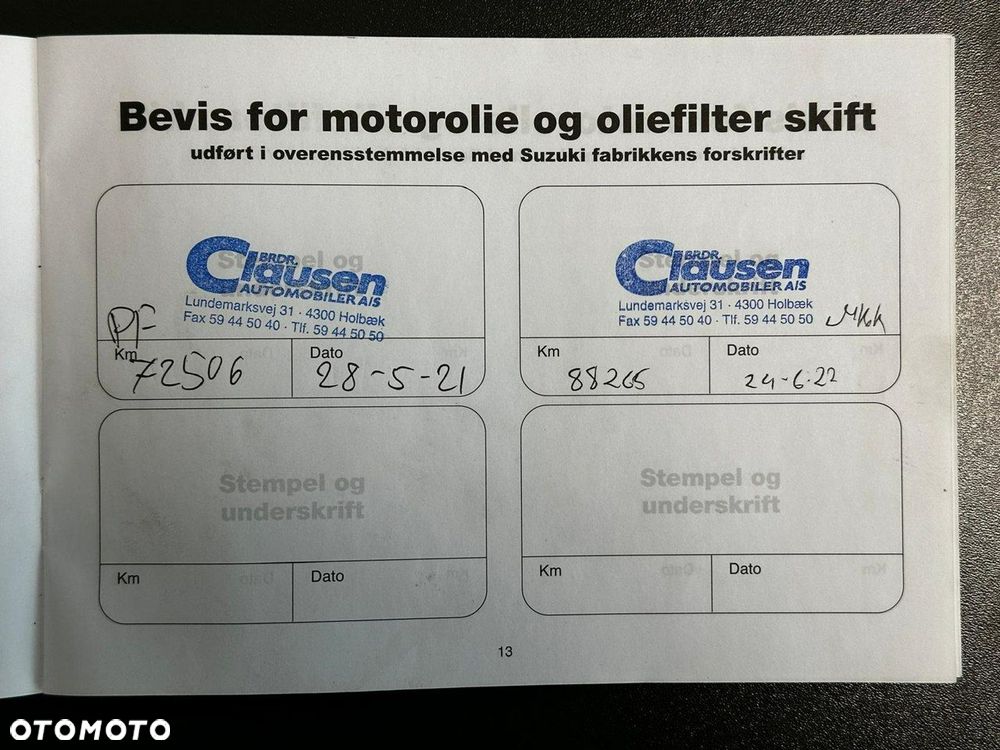 Bevis for motorolie og oliefilter skift
udført i overensstemmelse med Suzuki fabrikkens forskrifter
BRDR.
Clausen
AUTOMOBILER A/S
Lundemarksvej 31 · 4300 Holbæk
Fax 59 44 50 40 · Tlf. 59 44 50 50
PF
Km
72506
Dato
28-5-21
BRDR.
Clausen
AUTOMOBILER A/S
Lundemarksvej 31 · 4300 Holbæk
Fax 59 44 50 40 · Tlf. 59 44 50 50
MKK
Km
88265
Dato
24-6-22
Stempel og
underskrift
Km
Dato
Stempel og
underskrift
Km
Dato
13
OTOMOTO